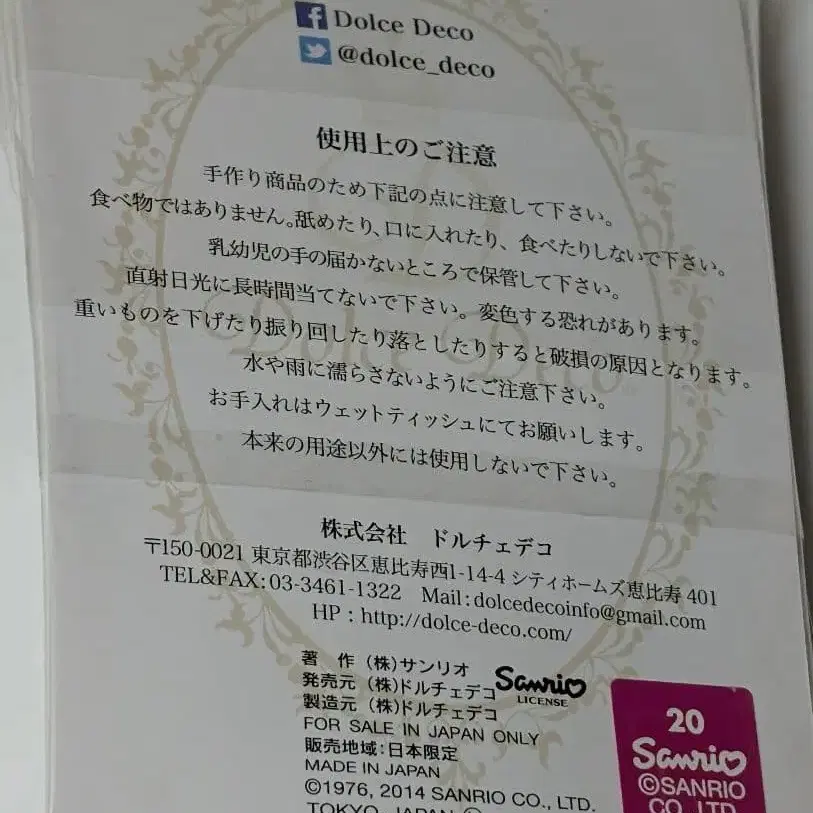 Dolce Deco
@dolce_deco
使用上のご注意
手作り商品のため下記の点に注意して下さい。
食べ物ではありません。舐めたり、口に入れたり、食べたりしないで下さい。
乳幼児の手の届かないところで保管して下さい。
直射日光に長時間当てないで下さい。変色する恐れがあります。
重いものを下げたり振り回したり落としたりすると破損の原因となります。
水や雨に濡らさないようにご注意下さい。
お手入れはウェットティッシュにてお願いします。
本来の用途以外には使用しないで下さい。
Dolce Deco
株式会社　ドルチェデコ
〒150-0021 東京都渋谷区恵比寿西1-14-4 シティホームズ恵比寿 401
TEL&FAX: 03-3461-1322　Mail : dolcedecoinfo@gmail.com
HP : http://dolce-deco.com/
著　作 (株)サンリオ
発売元 (株)ドルチェデコ
製造元 (株)ドルチェデコ
FOR SALE IN JAPAN ONLY
販売地域:日本限定
MADE IN JAPAN
©1976, 2014 SANRIO CO., LTD.
TOKYO, JAPAN
Sanrio
LICENSE
20
Sanrio
©SANRIO
CO., LTD.